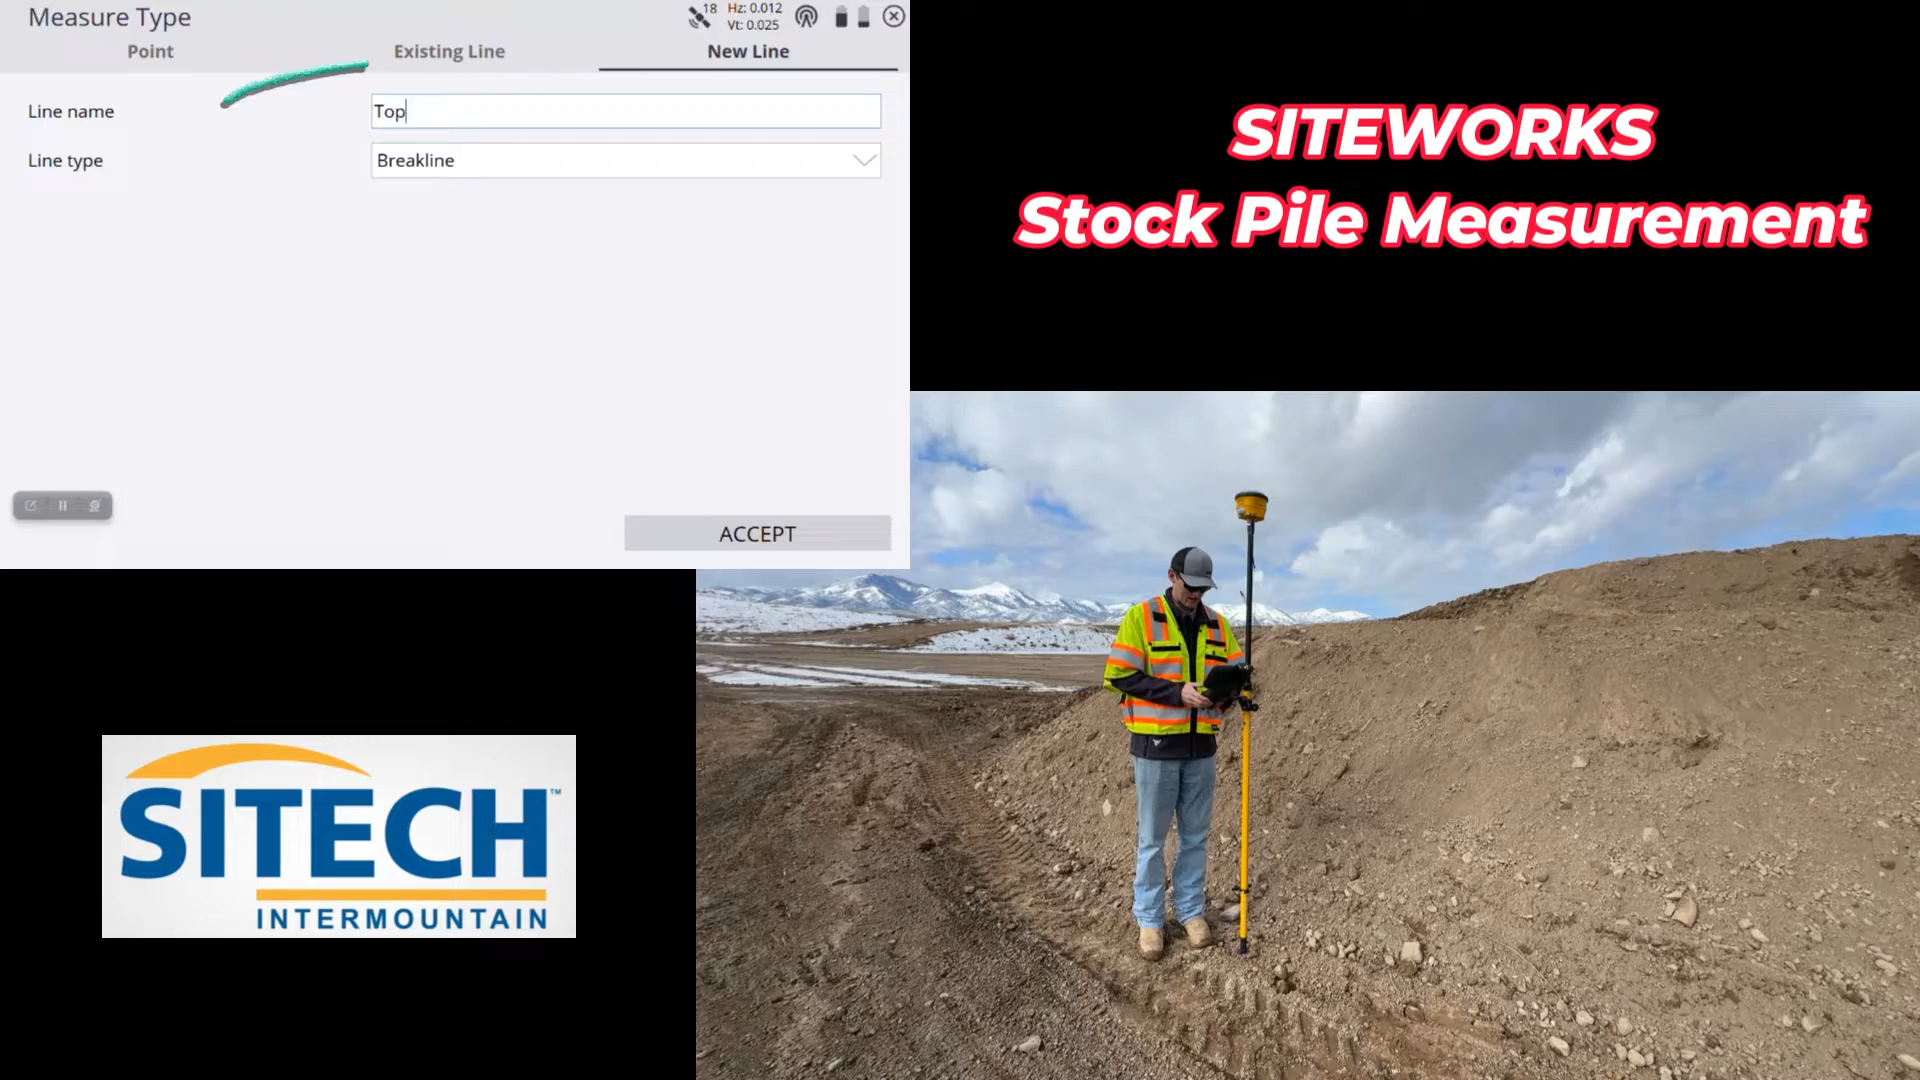 Measure Type
18
Hz: 0.012
Vt: 0.025
Point
Existing Line
New Line
Line name
Top
Line type
Breakline
ACCEPT
SITEWORKS
Stock Pile Measurement
SITECH™
INTERMOUNTAIN